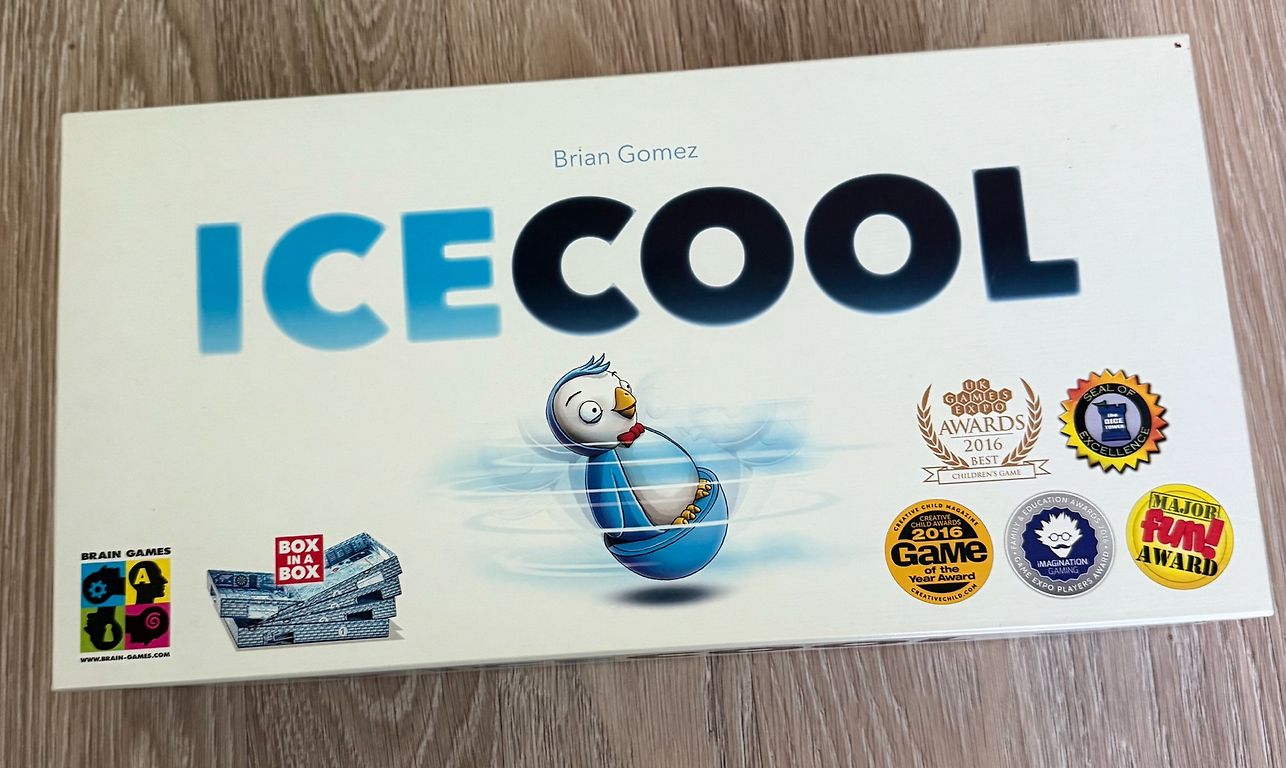 Brian Gomez
ICECOOL
UK
GAMES
EXPO
AWARDS
2016
BEST
CHILDREN'S GAME
SEAL OF
the
DICE
TOWER
EXCELLENCE
CREATIVE CHILD MAGAZINE
CREATIVE
CHILD AWARDS
2016
GaMe
of the
Year Award
CREATIVECHILD.COM
iMAGiNATiON
GAMING
MAJOR
fun!
AWARD
BRAIN GAMES
A
WWW.BRAIN-GAMES.COM
BOX
IN A
BOX